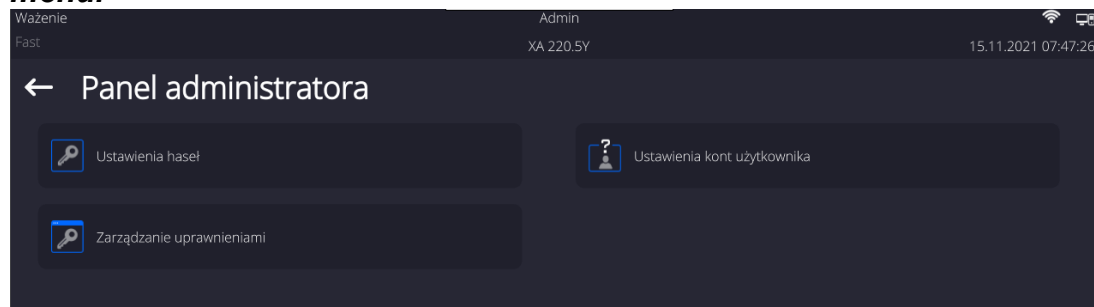 menu.
Ważenie Admin
Fast XA 220.5Y 15.11.2021 07:47:26
← Panel administratora
Ustawienia haseł Ustawienia kont użytkownika
Zarządzanie uprawnieniami